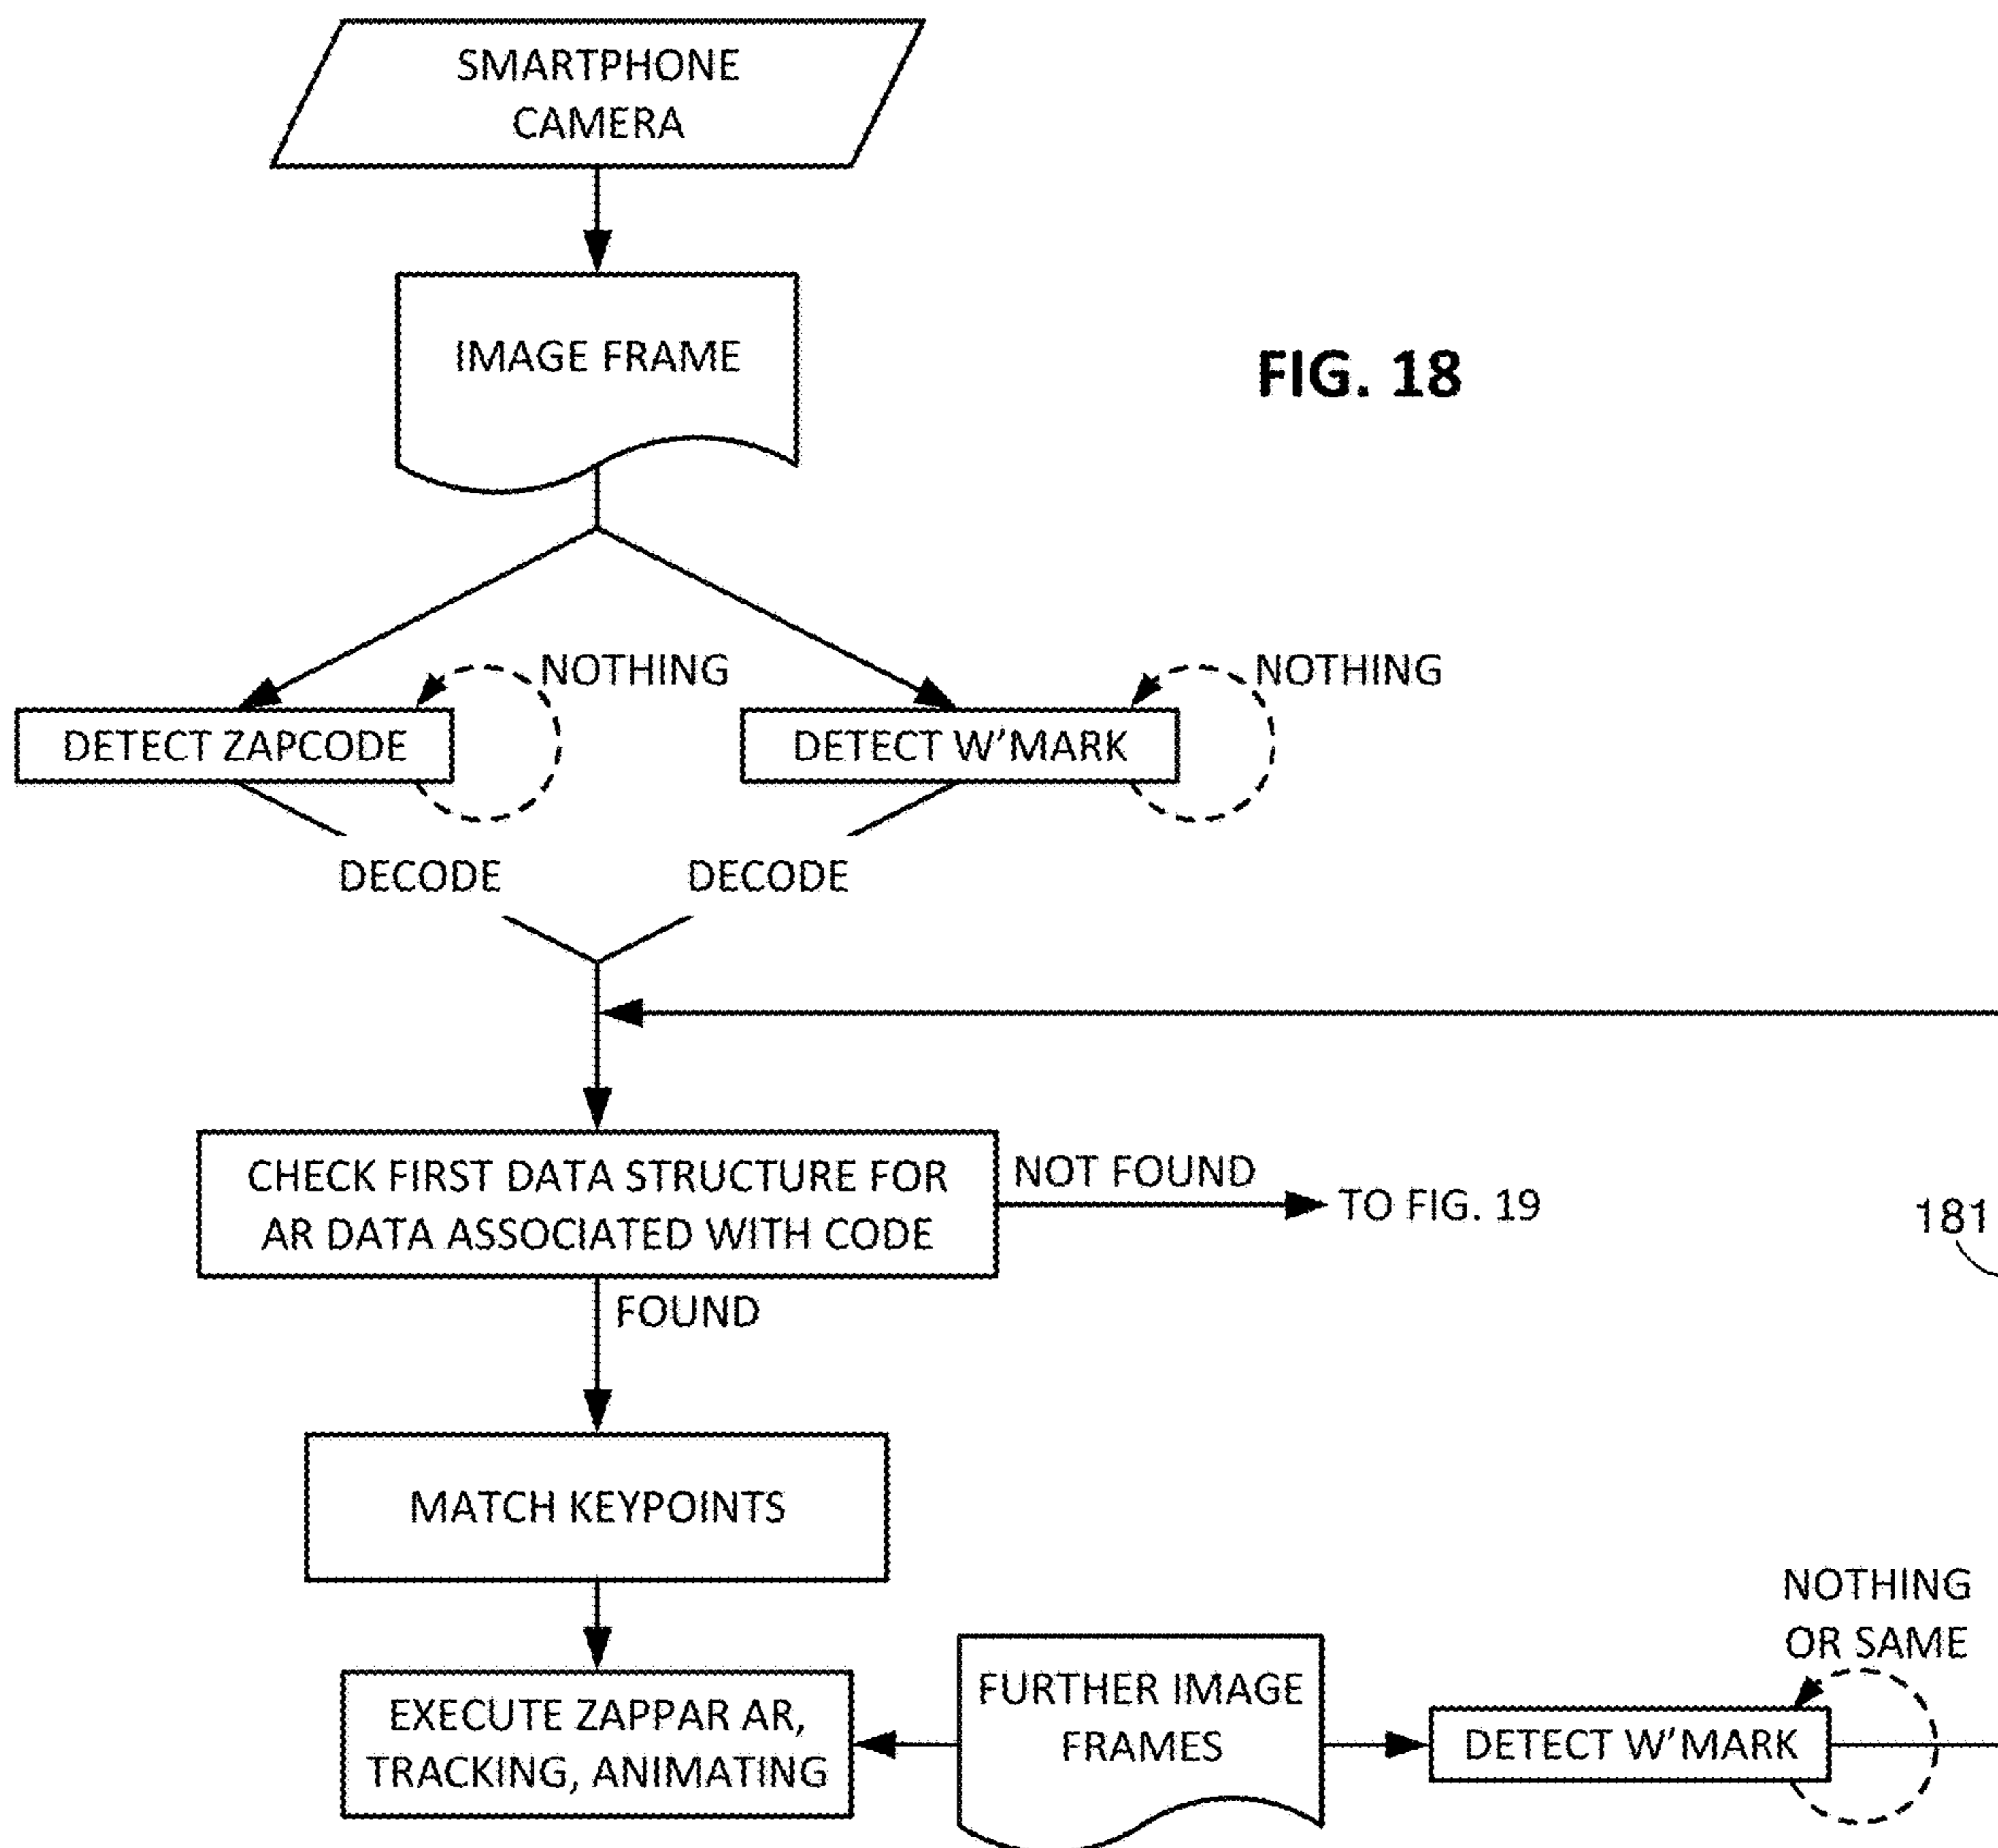 SMARTPHONE
CAMERA
IMAGE FRAME
FIG. 18
NOTHING
NOTHING
DETECT ZAPCODE
DETECT W'MARK
DECODE
DECODE
CHECK FIRST DATA STRUCTURE FOR
AR DATA ASSOCIATED WITH CODE
NOT FOUND
TO FIG. 19
181
FOUND
MATCH KEYPOINTS
NOTHING
OR SAME
EXECUTE ZAPPAR AR,
TRACKING, ANIMATING
FURTHER IMAGE
FRAMES
DETECT W'MARK